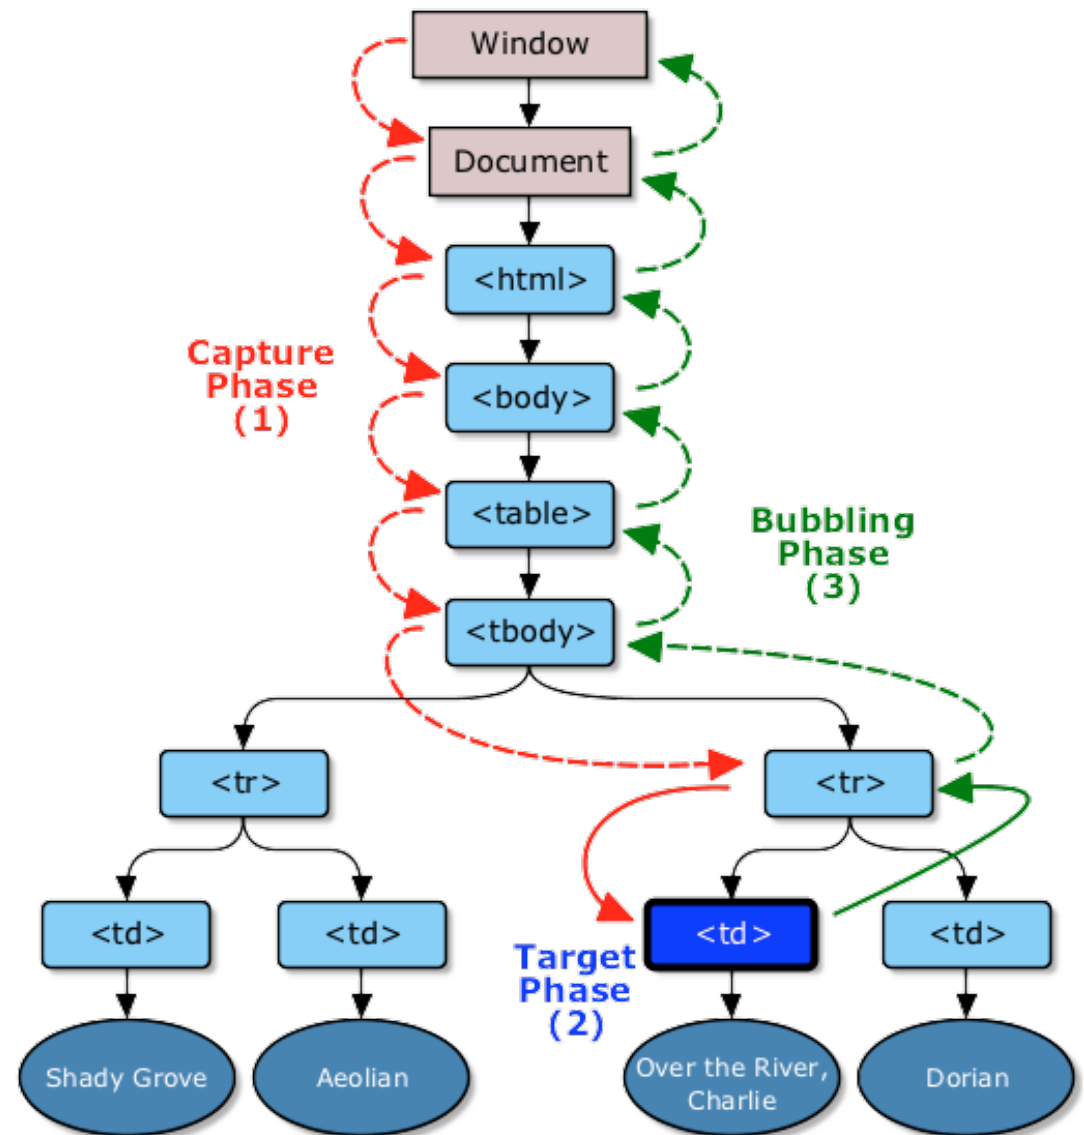 Window
Document
<html>
Capture
Phase
(1)
<body>
<table>
Bubbling
Phase
(3)
<tbody>
<tr>
<tr>
<td>
<td>
<td>
<td>
Target
Phase
(2)
Shady Grove
Aeolian
Over the River,
Charlie
Dorian